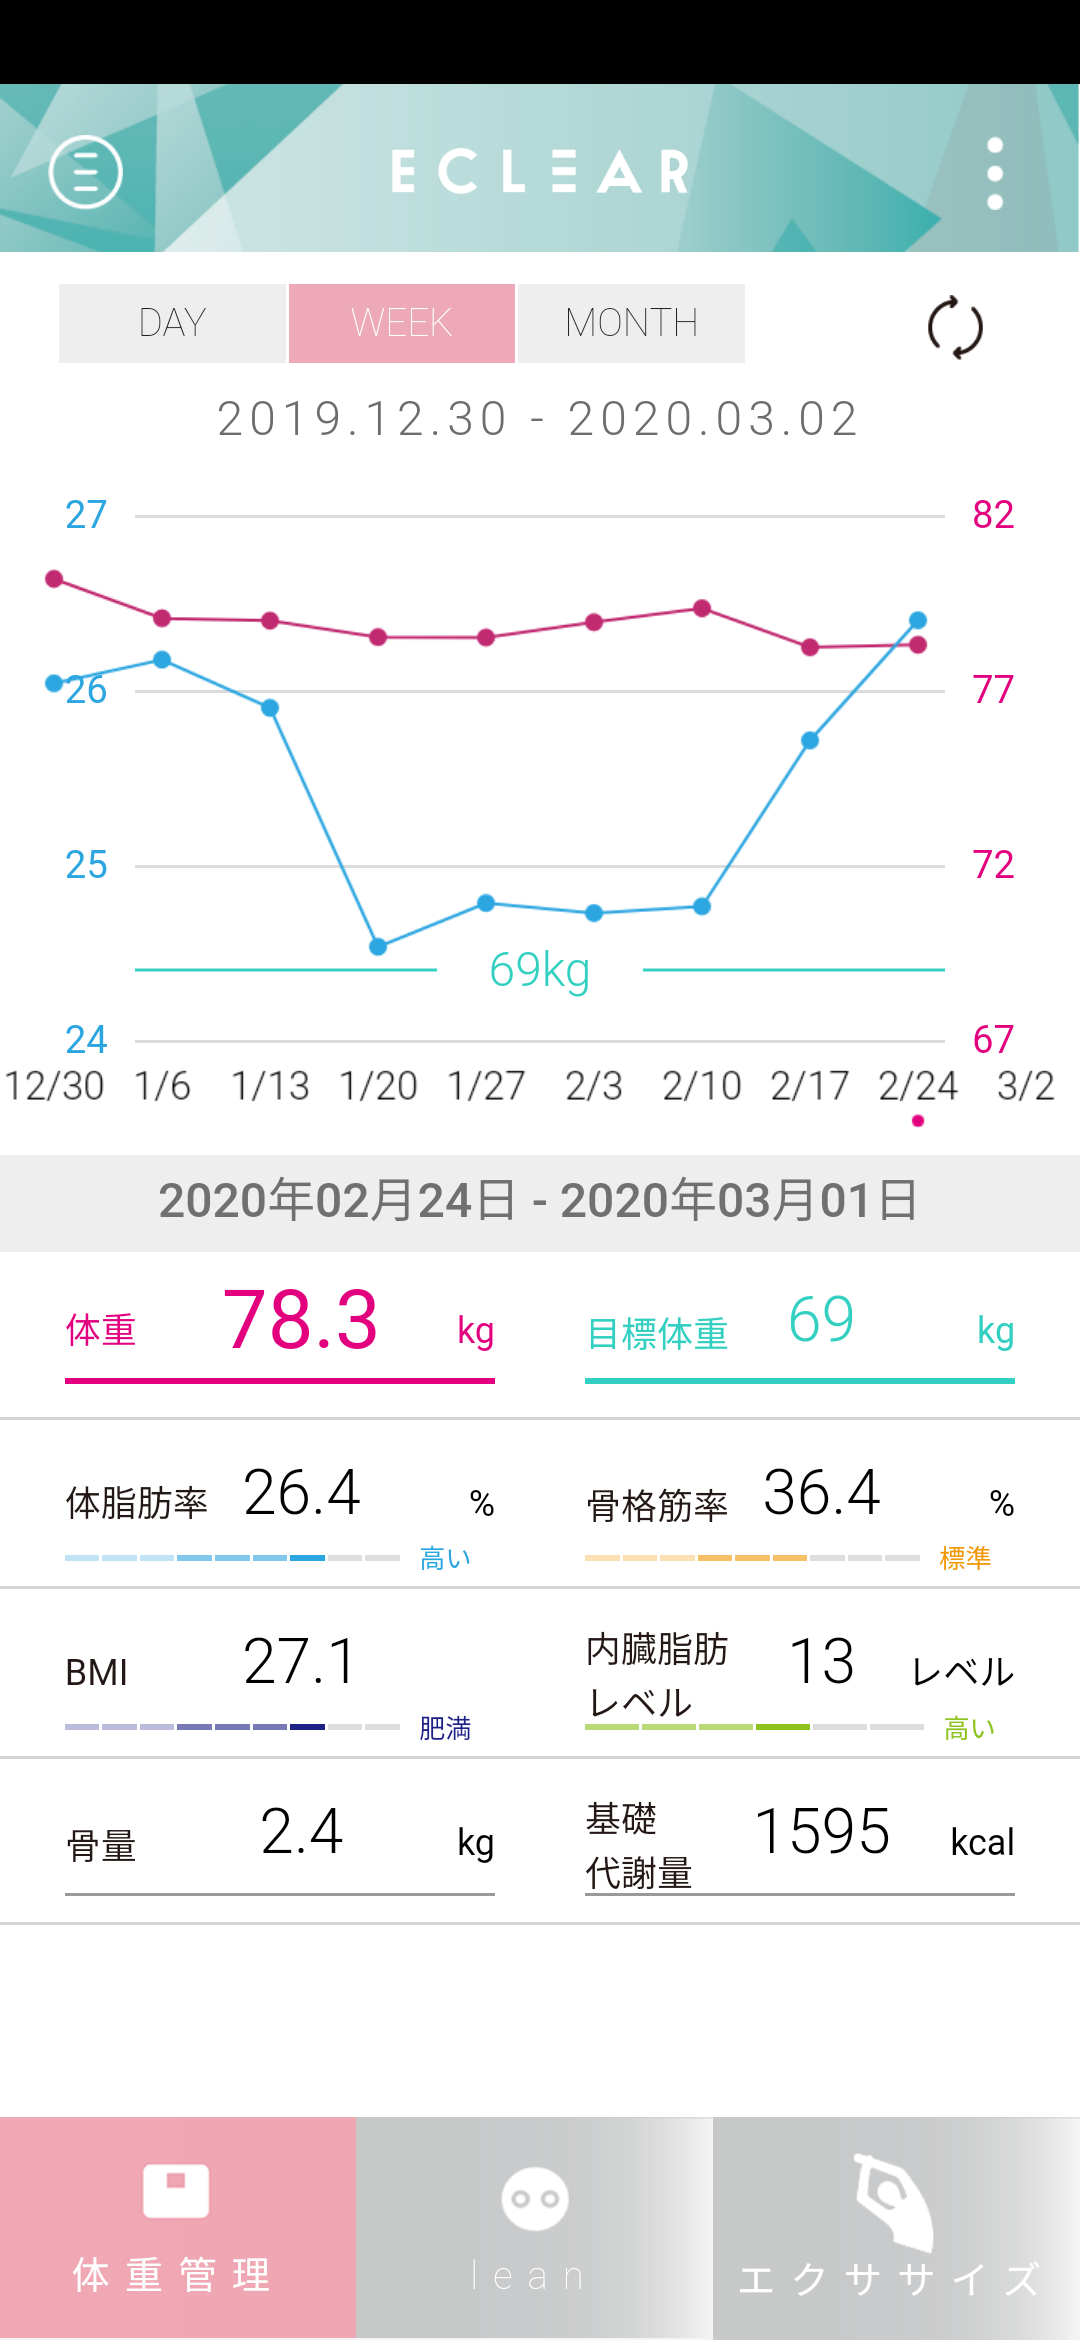 ECLEAR
DAY WEEK MONTH
2019.12.30 - 2020.03.02
27 82
26 77
25 72
69kg
24 67
12/30 1/6 1/13 1/20 1/27 2/3 2/10 2/17 2/24 3/2
2020年02月24日 - 2020年03月01日
体重 78.3 kg
目標体重 69 kg
体脂肪率 26.4 %
高い
骨格筋率 36.4 %
標準
BMI 27.1
肥満
内臓脂肪
レベル 13 レベル
高い
骨量 2.4 kg
基礎
代謝量 1595 kcal
体重管理
lean
エクササイズ